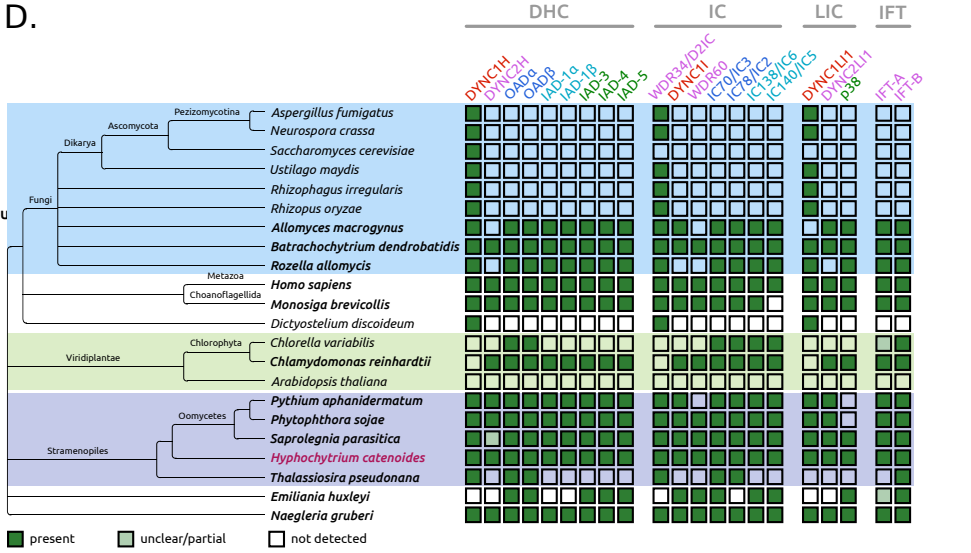 D.
DHC
IC
LIC
IFT
DYNC1H
DYNC2H
OADα
OADβ
IAD-1α
IAD-1β
IAD-3
IAD-4
IAD-5
WDR34/D2IC
DYNC1I
WDR60
IC70/IC3
IC78/IC2
IC138/IC6
IC140/IC5
DYNC1LI1
DYNC2LI1
p38
IFT-A
IFT-B
Pezizomycotina
Aspergillus fumigatus
Ascomycota
Neurospora crassa
Dikarya
Saccharomyces cerevisiae
Ustilago maydis
Rhizophagus irregularis
Fungi
Rhizopus oryzae
u
Allomyces macrogynus
Batrachochytrium dendrobatidis
Rozella allomycis
Metazoa
Homo sapiens
Choanoflagellida
Monosiga brevicollis
Dictyostelium discoideum
Chlorophyta
Chlorella variabilis
Viridiplantae
Chlamydomonas reinhardtii
Arabidopsis thaliana
Pythium aphanidermatum
Oomycetes
Phytophthora sojae
Saprolegnia parasitica
Stramenopiles
Hyphochytrium catenoides
Thalassiosira pseudonana
Emiliania huxleyi
Naegleria gruberi
present
unclear/partial
not detected